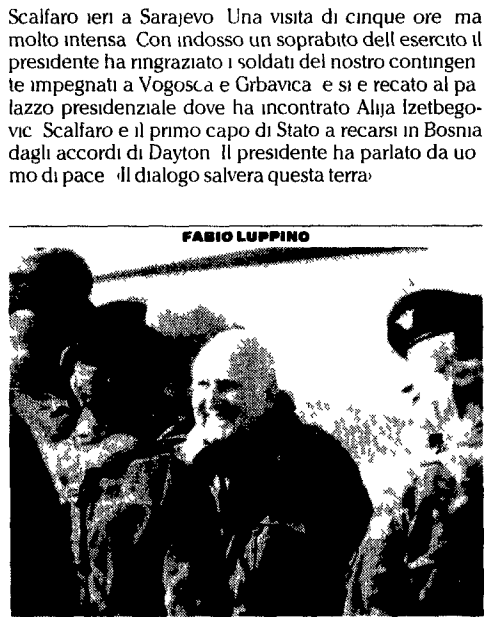 Scalfaro ieri a Sarajevo Una visita di cinque ore ma
molto intensa Con indosso un soprabito dell esercito il
presidente ha ringraziato i soldati del nostro contingen
te impegnati a Vogosca e Grbavica e si e recato al pa
lazzo presidenziale dove ha incontrato Alija Izetbego-
vic Scalfaro e il primo capo di Stato a recarsi in Bosnia
dagli accordi di Dayton Il presidente ha parlato da uo
mo di pace «Il dialogo salvera questa terra»
FABIO LUPPINO